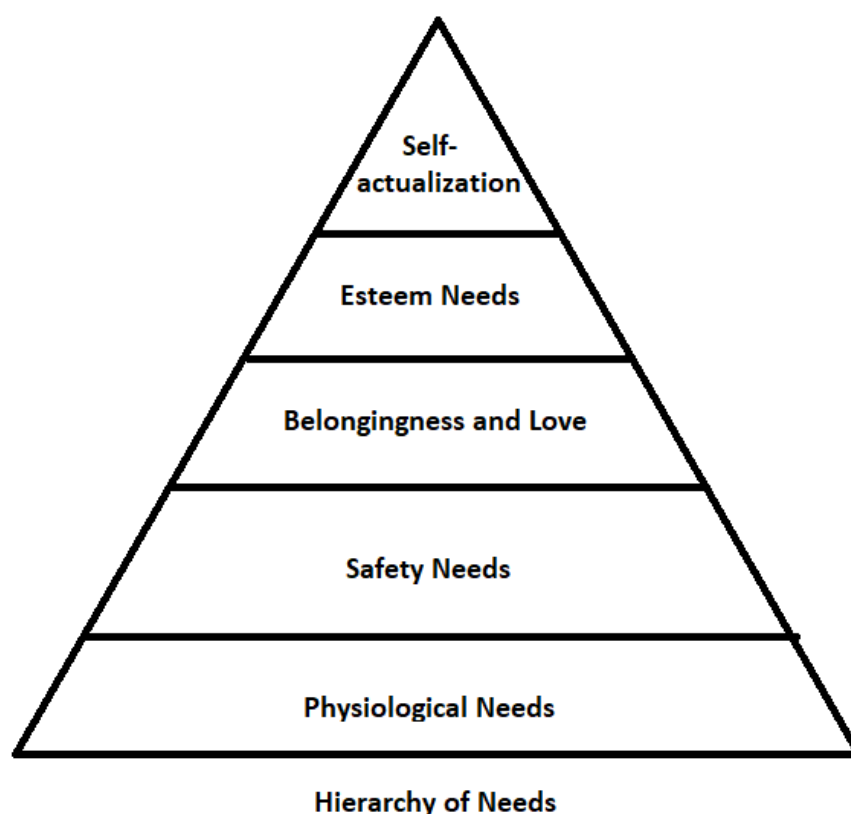 Self-
actualization
Esteem Needs
Belongingness and Love
Safety Needs
Physiological Needs
Hierarchy of Needs